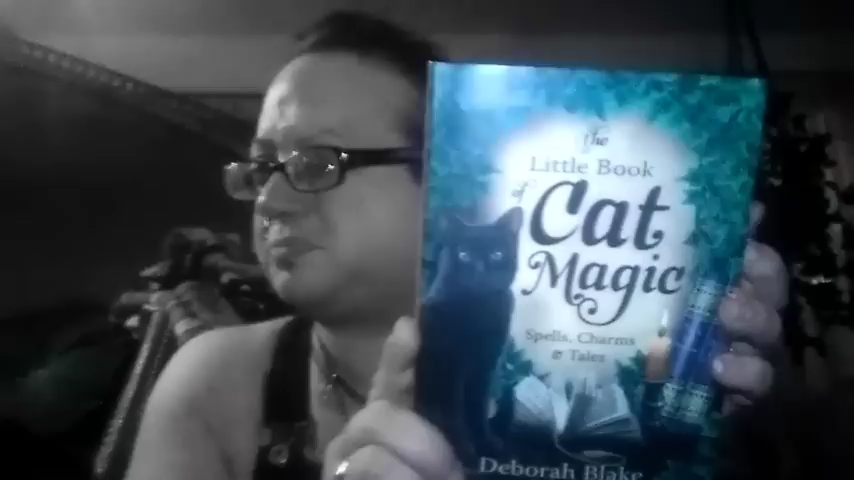 The
Little Book
of Cat
Magic
Spells, Charms
& Tales
Deborah Blake